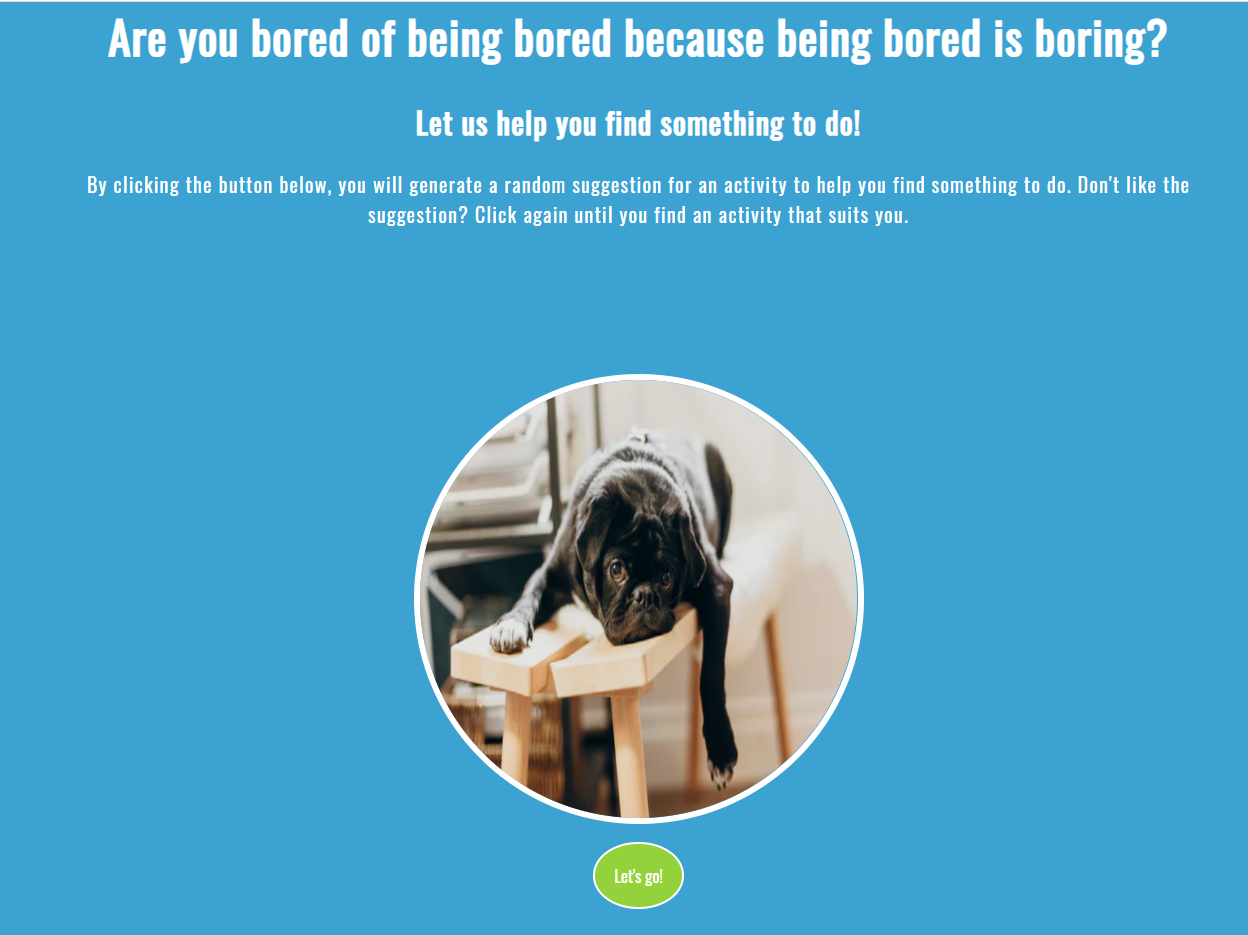 Are you bored of being bored because being bored is boring?
Let us help you find something to do!
By clicking the button below, you will generate a random suggestion for an activity to help you find something to do. Don't like the
suggestion? Click again until you find an activity that suits you.
Let's go!